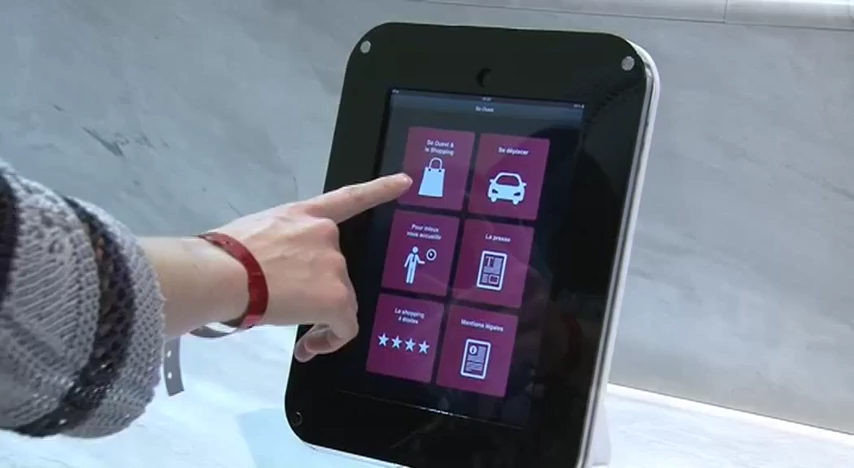 So Ouest
So Ouest &
le Shopping
Se déplacer
Pour mieux
vous accueillir
La presse
Le shopping
4 étoiles
Mentions légales